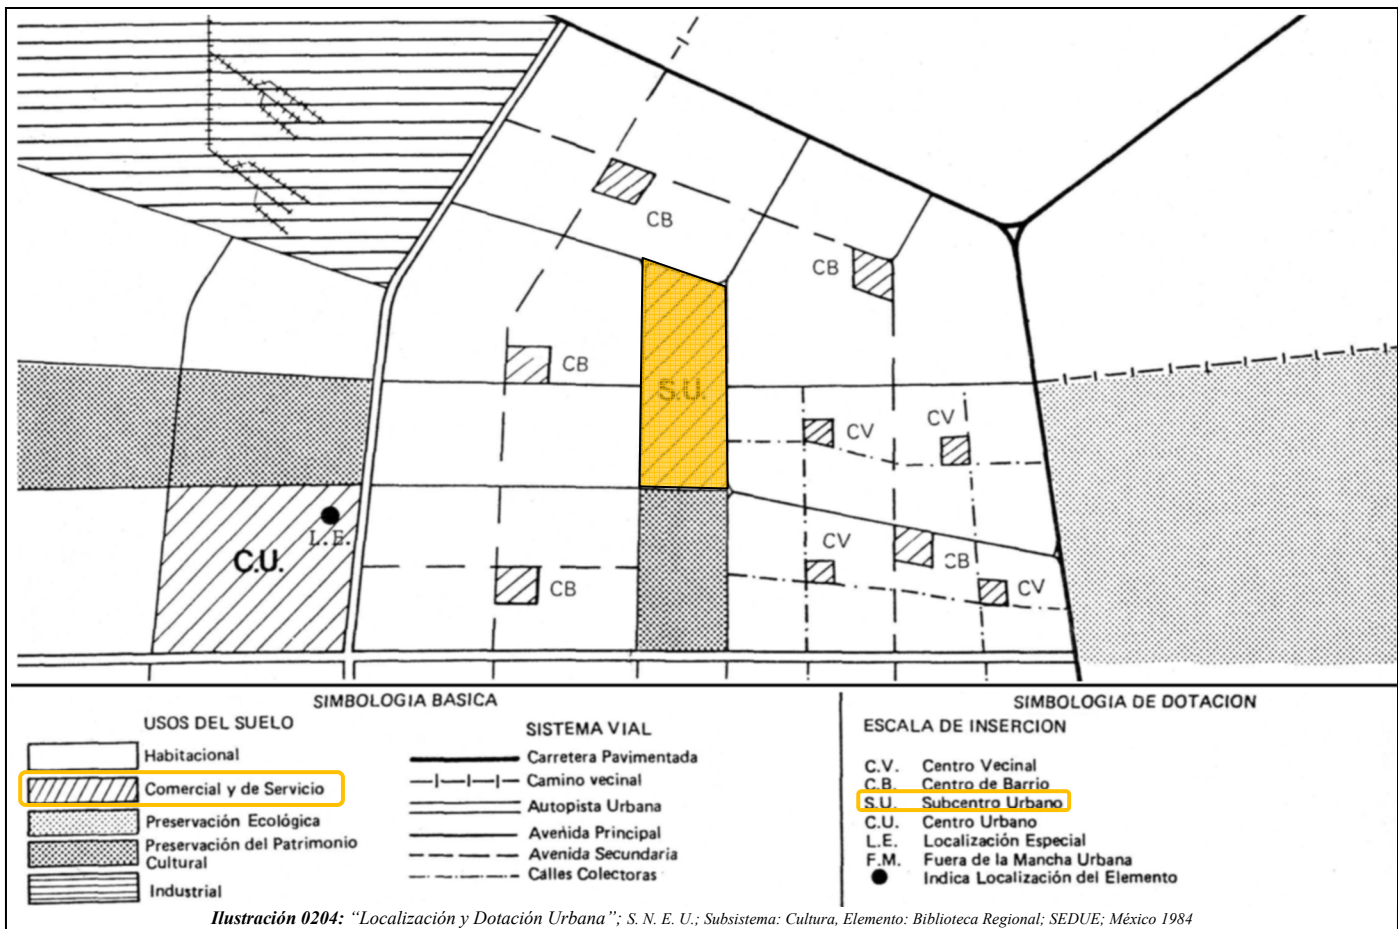 CB
CB
CB
S.U.
CV
CV
L.E.
C.U.
CV
CB
CB
CV
SIMBOLOGIA BASICA
USOS DEL SUELO
Habitacional
Comercial y de Servicio
Preservación Ecológica
Preservación del Patrimonio
Cultural
Industrial
SISTEMA VIAL
Carretera Pavimentada
Camino vecinal
Autopista Urbana
Avenida Principal
Avenida Secundaria
Calles Colectoras
SIMBOLOGIA DE DOTACION
ESCALA DE INSERCION
C.V. Centro Vecinal
C.B. Centro de Barrio
S.U. Subcentro Urbano
C.U. Centro Urbano
L.E. Localización Especial
F.M. Fuera de la Mancha Urbana
Indica Localización del Elemento
Ilustración 0204: “Localización y Dotación Urbana”; S. N. E. U.; Subsistema: Cultura, Elemento: Biblioteca Regional; SEDUE; México 1984